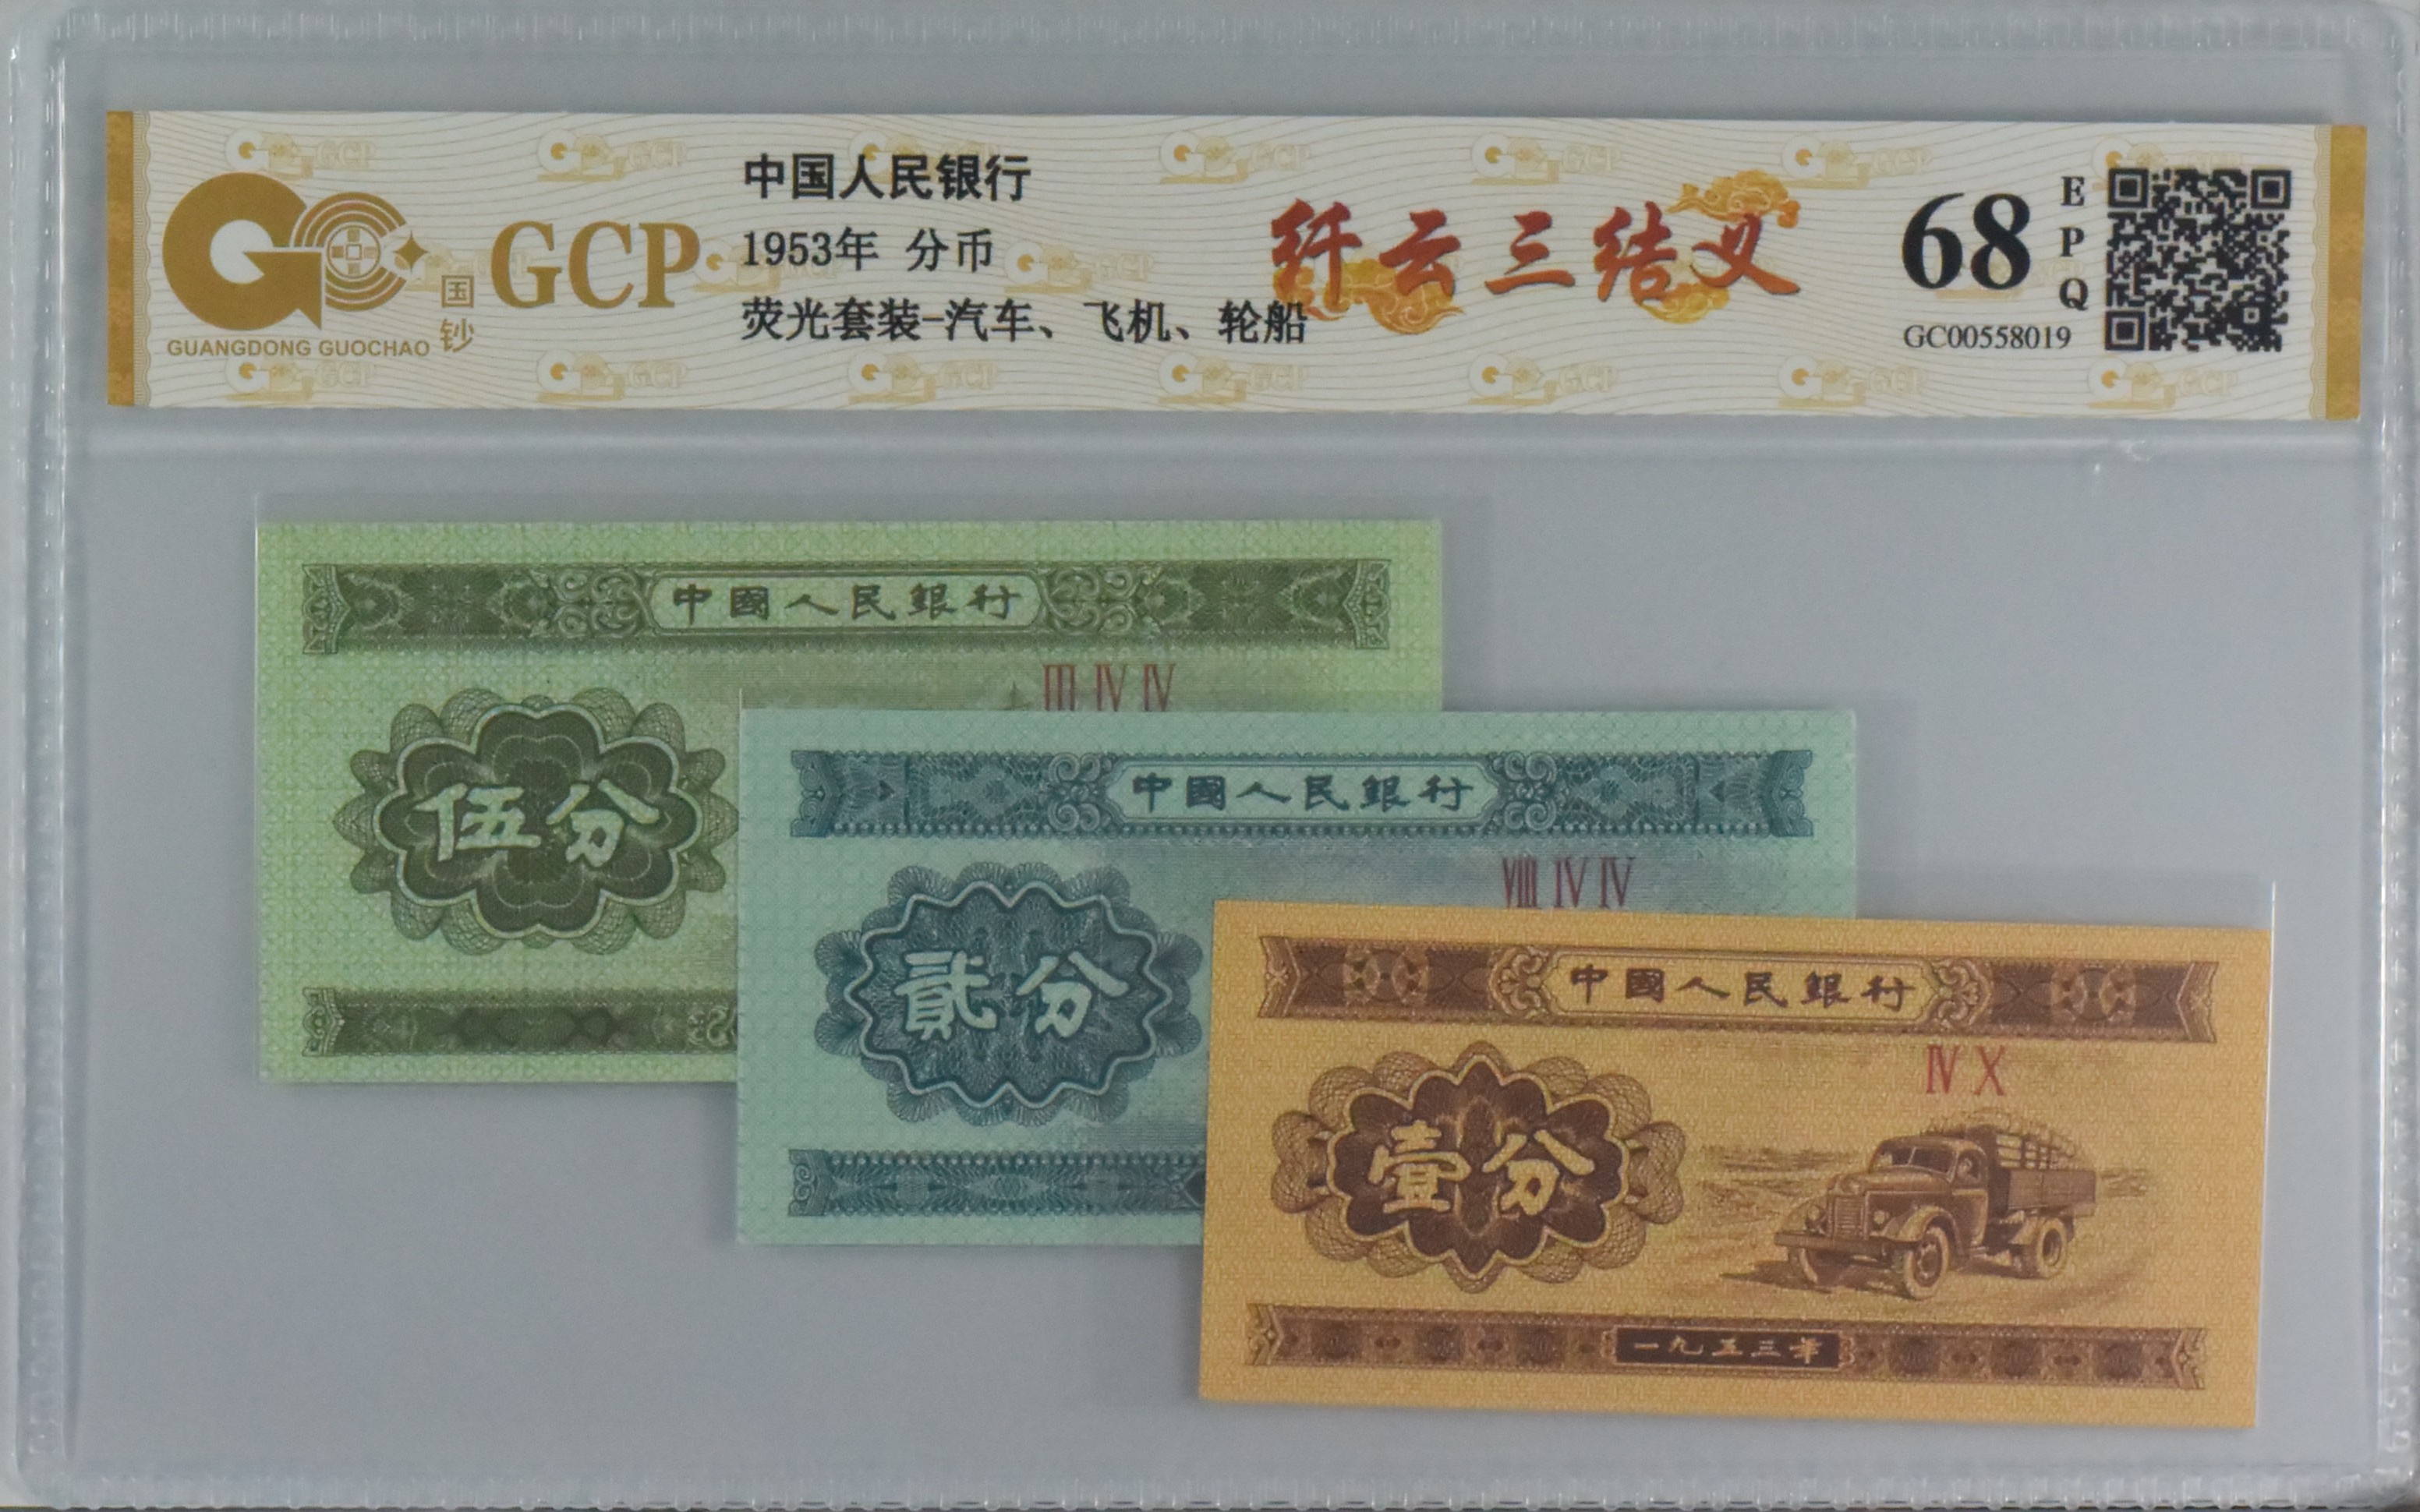 中国人民银行
1953年 分币
荧光套装-汽车、飞机、轮船
GCP
国钞
GUANGDONG GUOCHAO
纤云三结义
68
EPQ
GC00558019
中國人民銀行
III IV IV
伍分
中國人民銀行
VIII IV IV
貳分
中國人民銀行
IV X
壹分
一九五三年